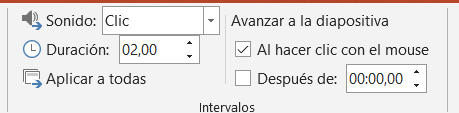 Sonido: Clic
Duración: 02,00
Aplicar a todas
Avanzar a la diapositiva
Al hacer clic con el mouse
Después de: 00:00,00
Intervalos